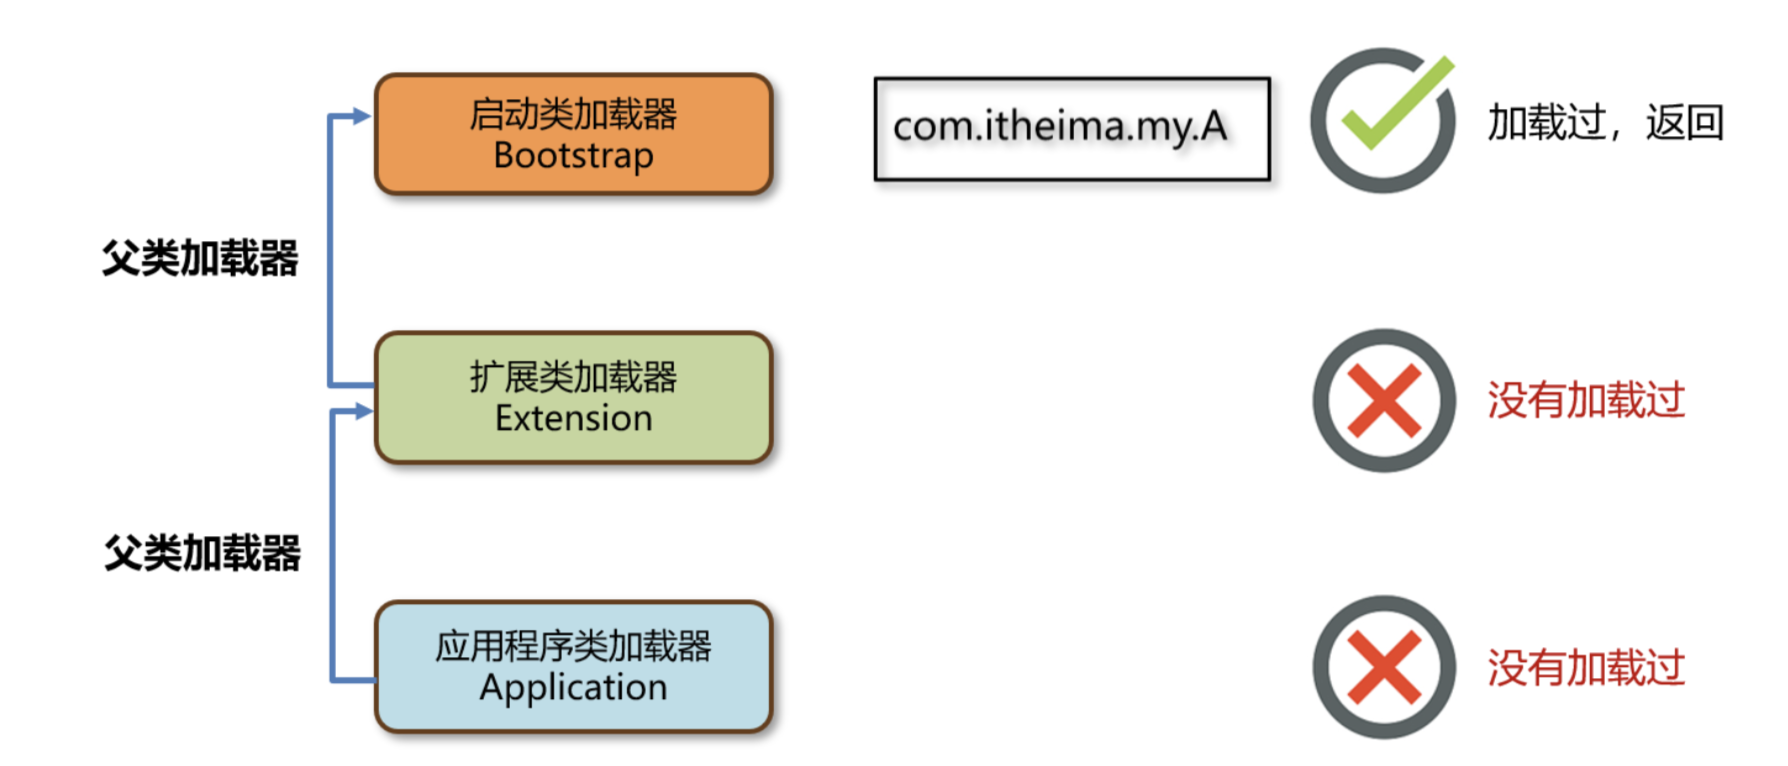 启动类加载器
Bootstrap
com.itheima.my.A
加载过，返回
父类加载器
扩展类加载器
Extension
没有加载过
父类加载器
应用程序类加载器
Application
没有加载过